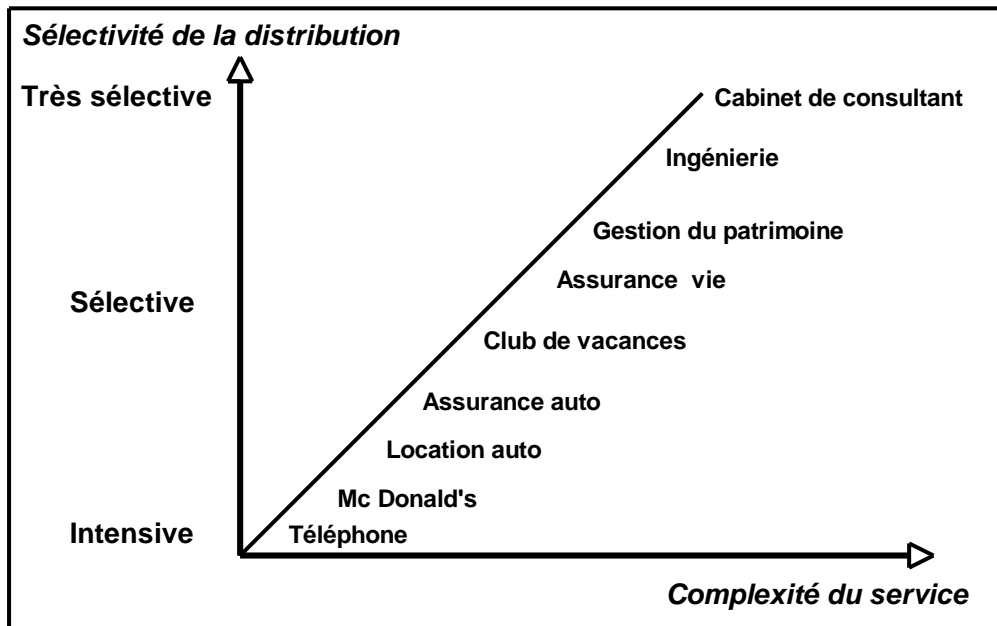 Sélectivité de la distribution
Très sélective
Cabinet de consultant
Ingénierie
Gestion du patrimoine
Assurance vie
Sélective
Club de vacances
Assurance auto
Location auto
Mc Donald's
Intensive
Téléphone
Complexité du service